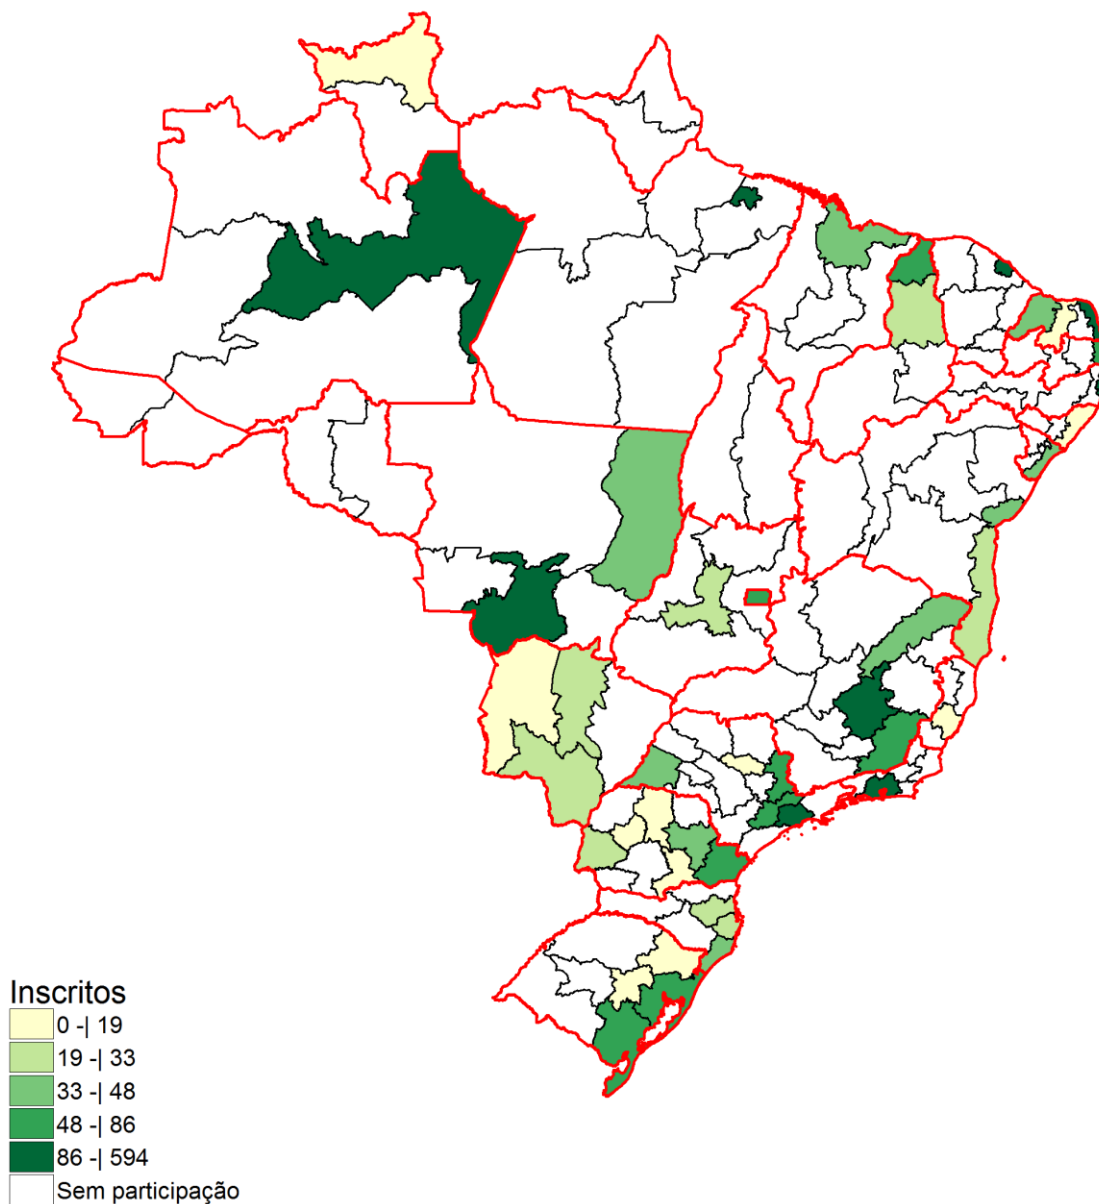 Inscritos
0 -| 19
19 -| 33
33 -| 48
48 -| 86
86 -| 594
Sem participação